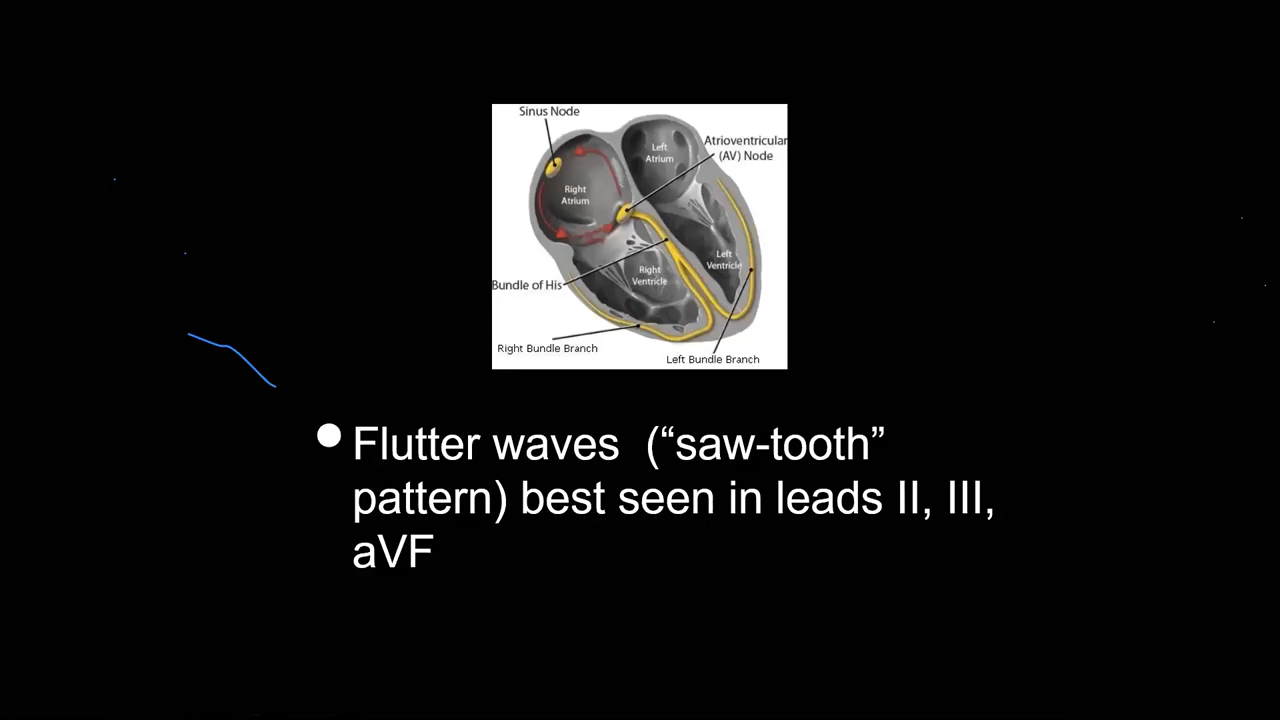 Sinus Node
Atrioventricular
(AV) Node
Left
Atrium
Right
Atrium
Left
Ventricle
Right
Ventricle
Bundle of His
Right Bundle Branch
Left Bundle Branch
• Flutter waves (“saw-tooth”
pattern) best seen in leads II, III,
aVF